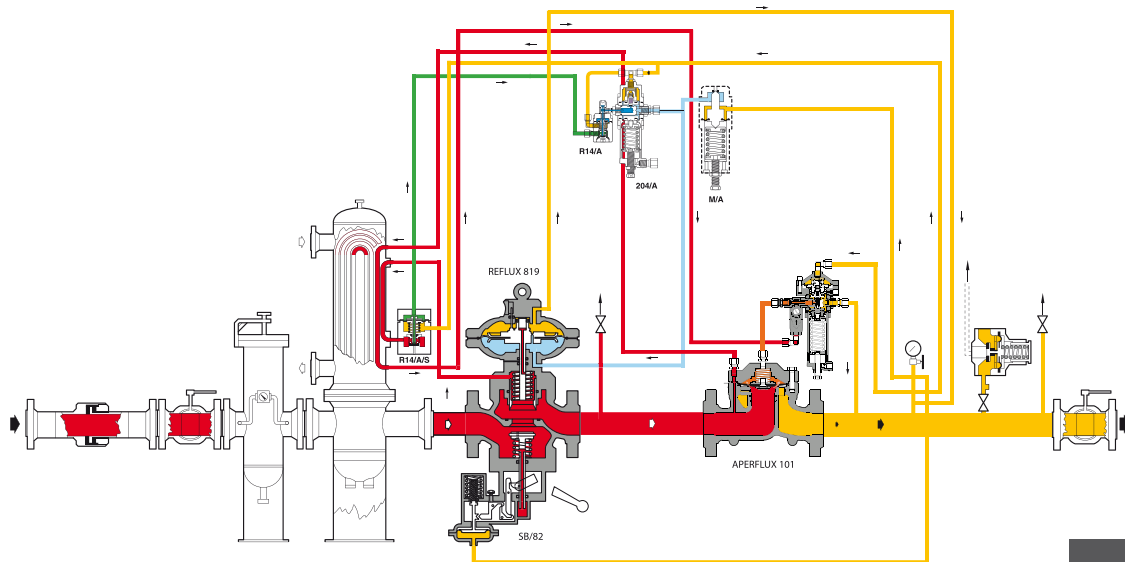 R14/A
204/A
M/A
REFLUX 819
R14/A/S
APERFLUX 101
SB/82